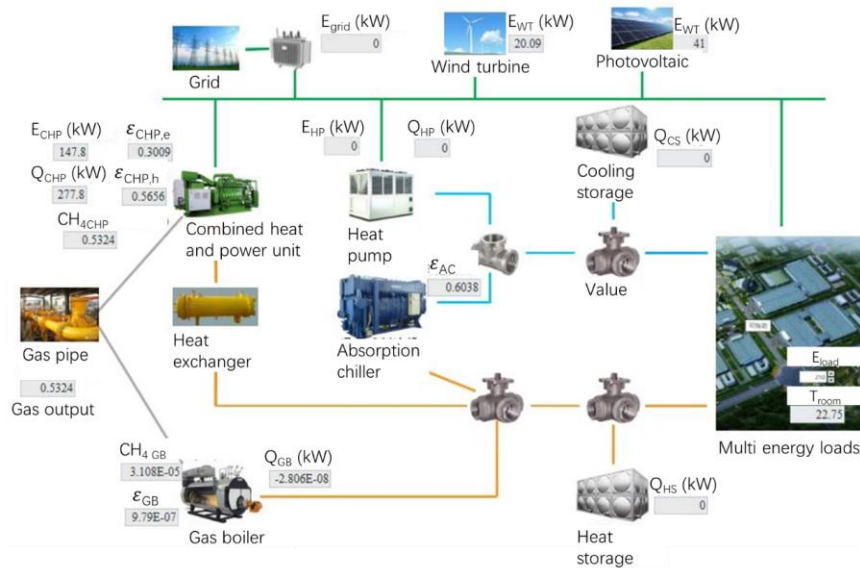 E_grid (kW)
0
Grid
E_WT (kW)
20.09
Wind turbine
E_WT (kW)
41
Photovoltaic
E_CHP (kW)
147.8
ε_CHP,e
0.3009
Q_CHP (kW)
277.8
ε_CHP,h
0.5656
CH_4CHP
0.5324
Combined heat
and power unit
E_HP (kW)
0
Q_HP (kW)
0
Heat
pump
Q_CS (kW)
0
Cooling
storage
ε_AC
0.6038
Absorption
chiller
Value
Gas pipe
0.5324
Gas output
Heat
exchanger
E_load
T_room
22.75
Multi energy loads
CH_4 GB
3.108E-05
ε_GB
9.79E-07
Q_GB (kW)
-2.806E-08
Gas boiler
Q_HS (kW)
0
Heat
storage